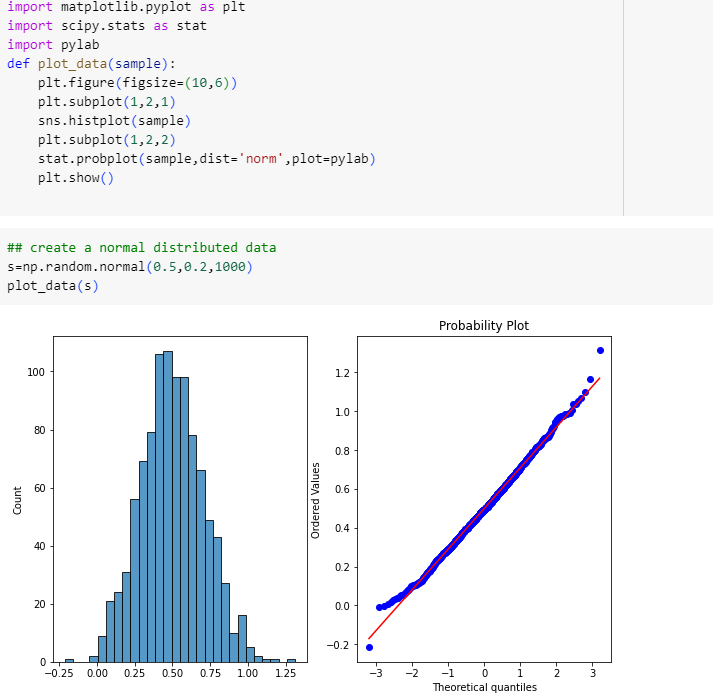 import matplotlib.pyplot as plt
import scipy.stats as stat
import pylab
def plot_data(sample):
    plt.figure(figsize=(10,6))
    plt.subplot(1,2,1)
    sns.histplot(sample)
    plt.subplot(1,2,2)
    stat.probplot(sample,dist='norm',plot=pylab)
    plt.show()
## create a normal distributed data
s=np.random.normal(0.5,0.2,1000)
plot_data(s)
Count
100
80
60
40
20
0
−0.25 0.00 0.25 0.50 0.75 1.00 1.25
Probability Plot
Ordered Values
1.2
1.0
0.8
0.6
0.4
0.2
0.0
−0.2
−3 −2 −1 0 1 2 3
Theoretical quantiles